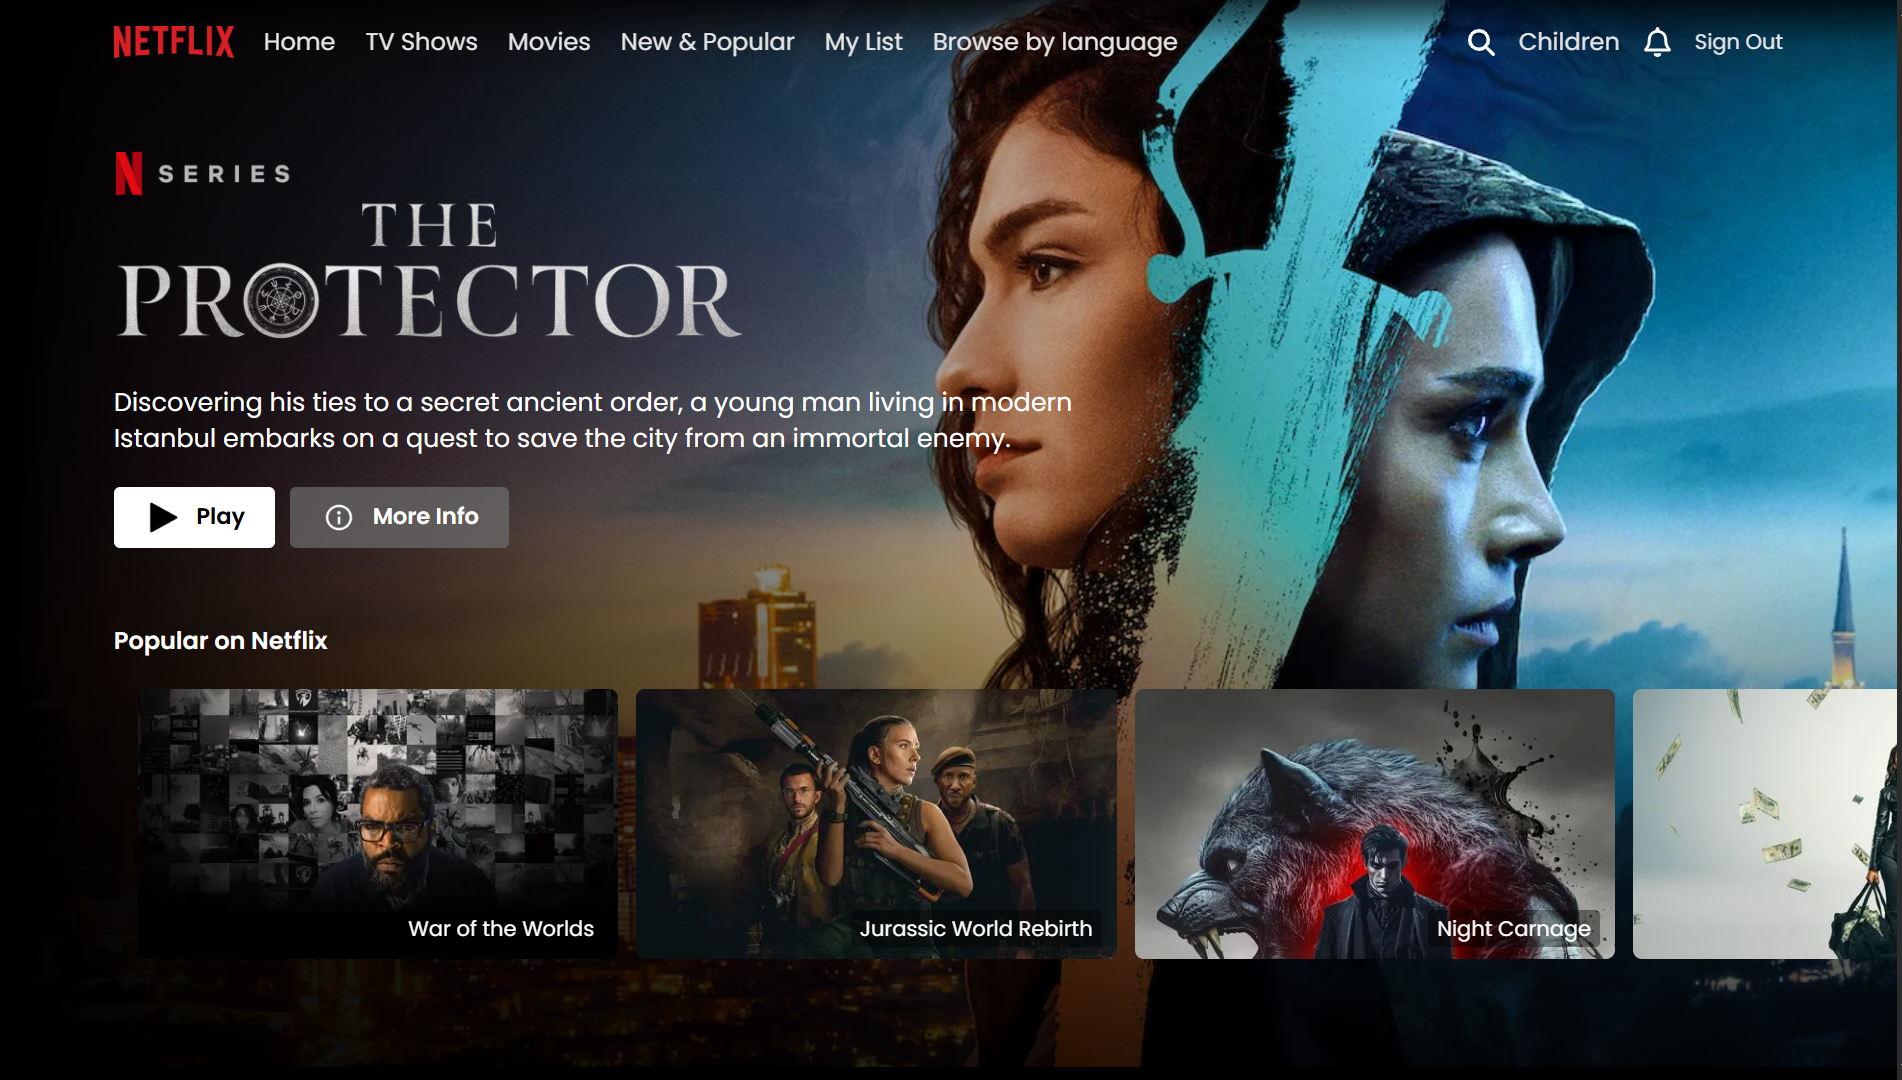 NETFLIX Home TV Shows Movies New & Popular My List Browse by language Children Sign Out
N SERIES
THE
PROTECTOR
Discovering his ties to a secret ancient order, a young man living in modern
Istanbul embarks on a quest to save the city from an immortal enemy.
Play More Info
Popular on Netflix
War of the Worlds Jurassic World Rebirth Night Carnage